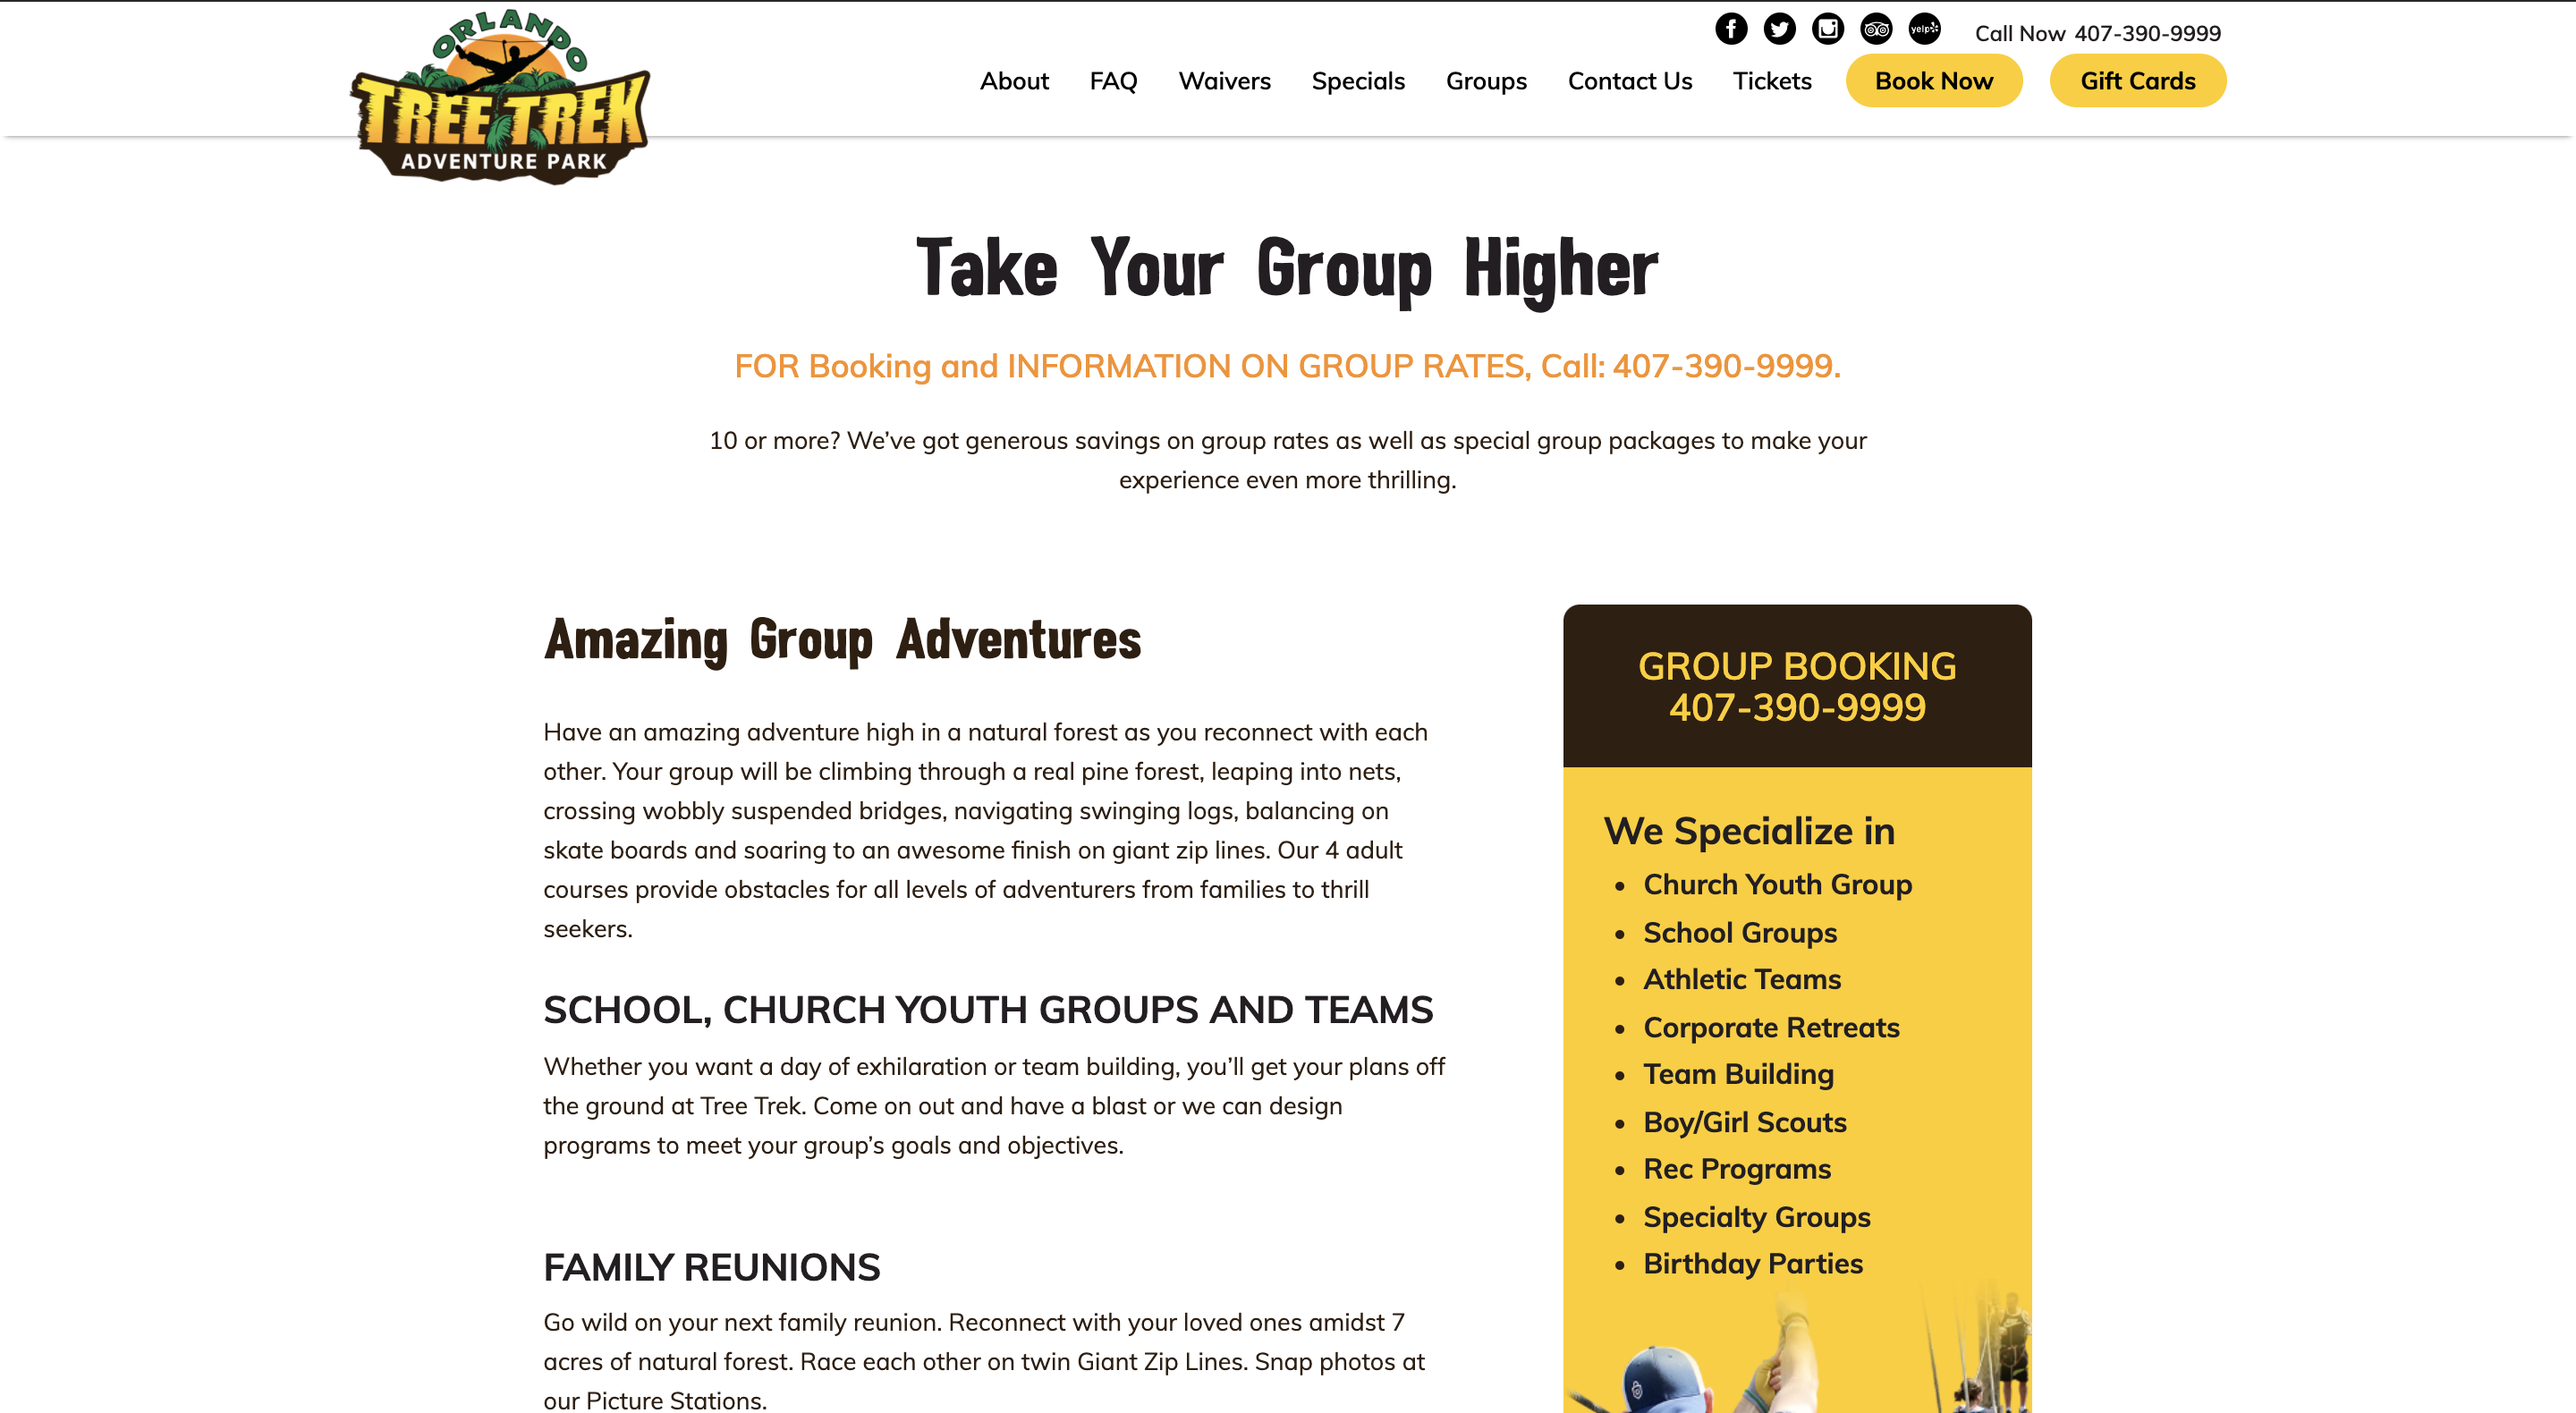 ORLANDO
TREE TREK
ADVENTURE PARK
yelp
Call Now 407-390-9999
About FAQ Waivers Specials Groups Contact Us Tickets Book Now Gift Cards
Take Your Group Higher
FOR Booking and INFORMATION ON GROUP RATES, Call: 407-390-9999.
10 or more? We’ve got generous savings on group rates as well as special group packages to make your
experience even more thrilling.
Amazing Group Adventures
Have an amazing adventure high in a natural forest as you reconnect with each
other. Your group will be climbing through a real pine forest, leaping into nets,
crossing wobbly suspended bridges, navigating swinging logs, balancing on
skate boards and soaring to an awesome finish on giant zip lines. Our 4 adult
courses provide obstacles for all levels of adventurers from families to thrill
seekers.
SCHOOL, CHURCH YOUTH GROUPS AND TEAMS
Whether you want a day of exhilaration or team building, you’ll get your plans off
the ground at Tree Trek. Come on out and have a blast or we can design
programs to meet your group’s goals and objectives.
FAMILY REUNIONS
Go wild on your next family reunion. Reconnect with your loved ones amidst 7
acres of natural forest. Race each other on twin Giant Zip Lines. Snap photos at
our Picture Stations.
GROUP BOOKING
407-390-9999
We Specialize in
• Church Youth Group
• School Groups
• Athletic Teams
• Corporate Retreats
• Team Building
• Boy/Girl Scouts
• Rec Programs
• Specialty Groups
• Birthday Parties